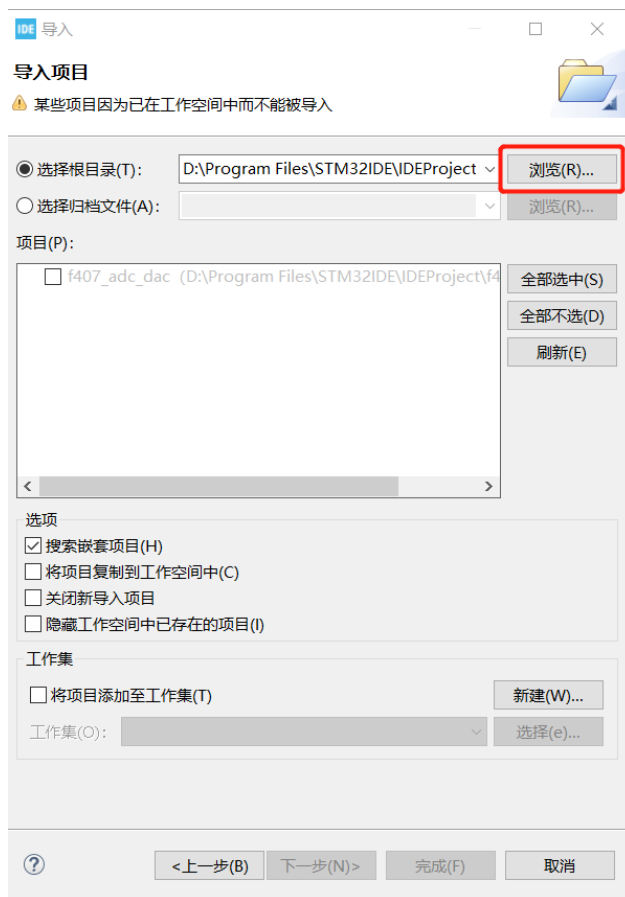 IDE 导入
导入项目
某些项目因为已在工作空间中而不能被导入
选择根目录(T): D:\Program Files\STM32IDE\IDEProject 浏览(R)...
选择归档文件(A): 浏览(R)...
项目(P):
f407_adc_dac (D:\Program Files\STM32IDE\IDEProject\f4 全部选中(S)
全部不选(D)
刷新(E)
选项
搜索嵌套项目(H)
将项目复制到工作空间中(C)
关闭新导入项目
隐藏工作空间中已存在的项目(I)
工作集
将项目添加至工作集(T) 新建(W)...
工作集(O): 选择(e)...
? <上一步(B) 下一步(N)> 完成(F) 取消